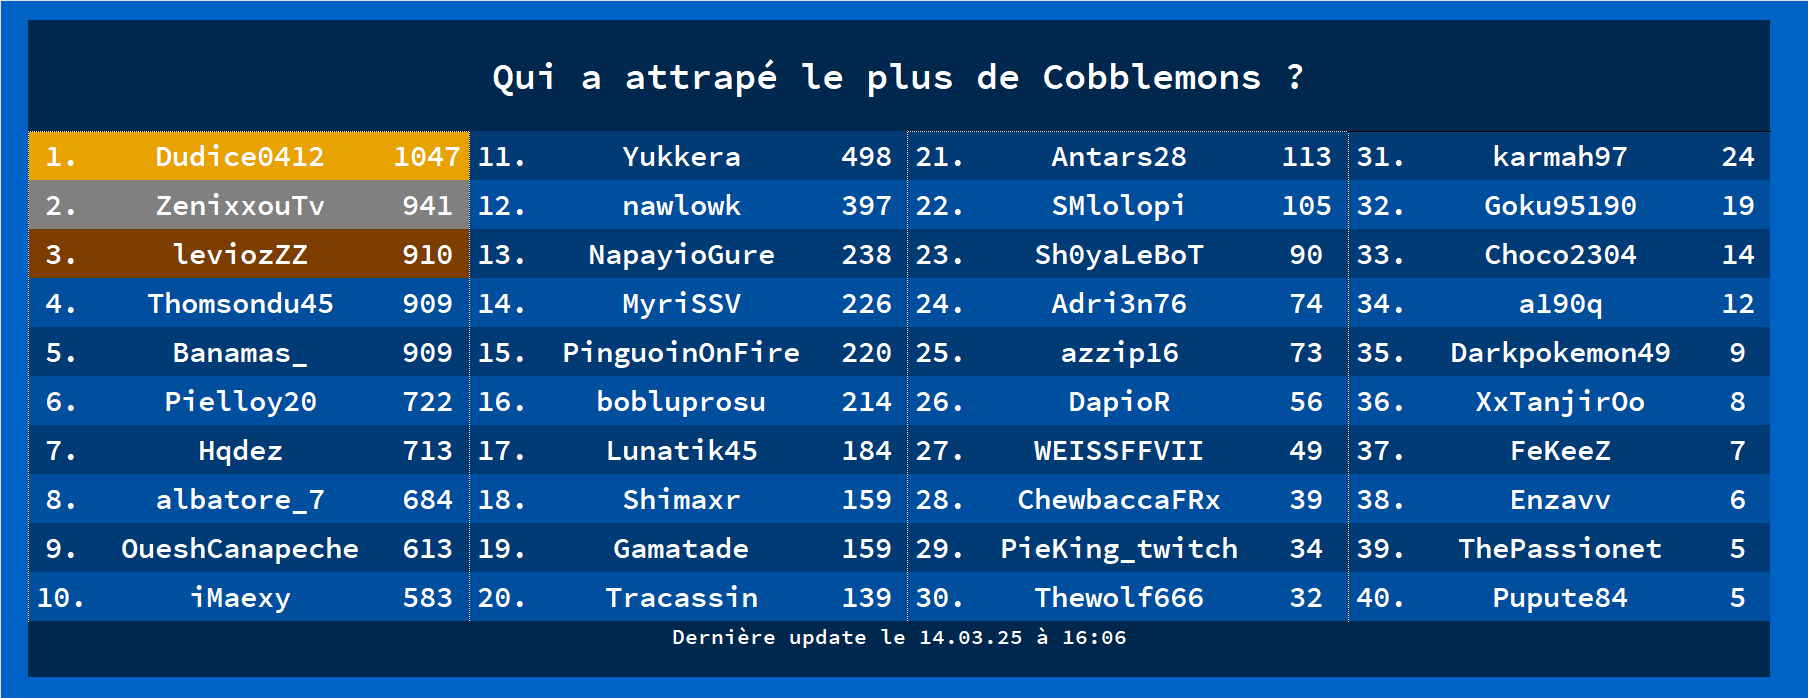 Qui a attrapé le plus de Cobblemons ?
1. Dudice0412 1047 11. Yukkera 498 21. Antars28 113 31. karmah97 24
2. ZenixxouTv 941 12. nawlowk 397 22. SMlolopi 105 32. Goku95190 19
3. leviozZZ 910 13. NapayioGure 238 23. Sh0yaLeBoT 90 33. Choco2304 14
4. Thomsondu45 909 14. MyriSSV 226 24. Adri3n76 74 34. a190q 12
5. Banamas_ 909 15. PinguoinOnFire 220 25. azzip16 73 35. Darkpokemon49 9
6. Pielloy20 722 16. bobluprosu 214 26. DapioR 56 36. XxTanjirOo 8
7. Hqdez 713 17. Lunatik45 184 27. WEISSFFVII 49 37. FeKeeZ 7
8. albatore_7 684 18. Shimaxr 159 28. ChewbaccaFRx 39 38. Enzavv 6
9. OueshCanapeche 613 19. Gamatade 159 29. PieKing_twitch 34 39. ThePassionet 5
10. iMaexy 583 20. Tracassin 139 30. Thewolf666 32 40. Pupute84 5
Dernière update le 14.03.25 à 16:06